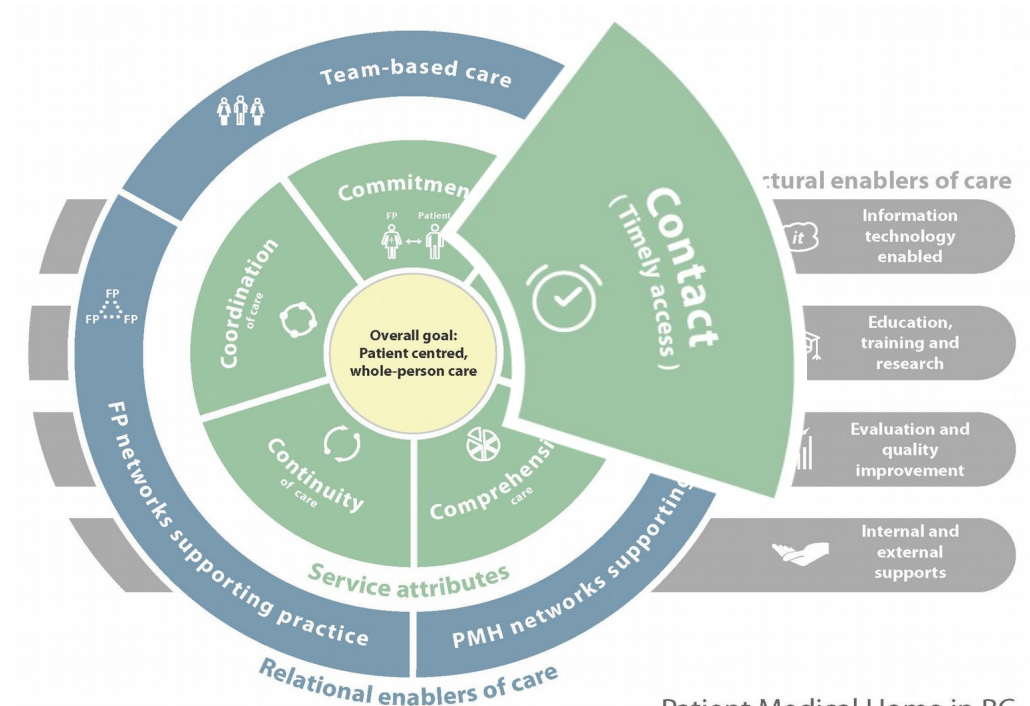 Team-based care
Commitmen
FP Patient
Contact
(Timely access)
ctural enablers of care
Information
technology
enabled
it
Coordination
of care
FP
FP FP
Overall goal:
Patient centred,
whole-person care
Education,
training and
research
Continuity
of care
Comprehensi
care
Evaluation and
quality
improvement
FP networks supporting practice
PMH networks supporting
Internal and
external
supports
Service attributes
Relational enablers of care
Patient Medical Home in BC